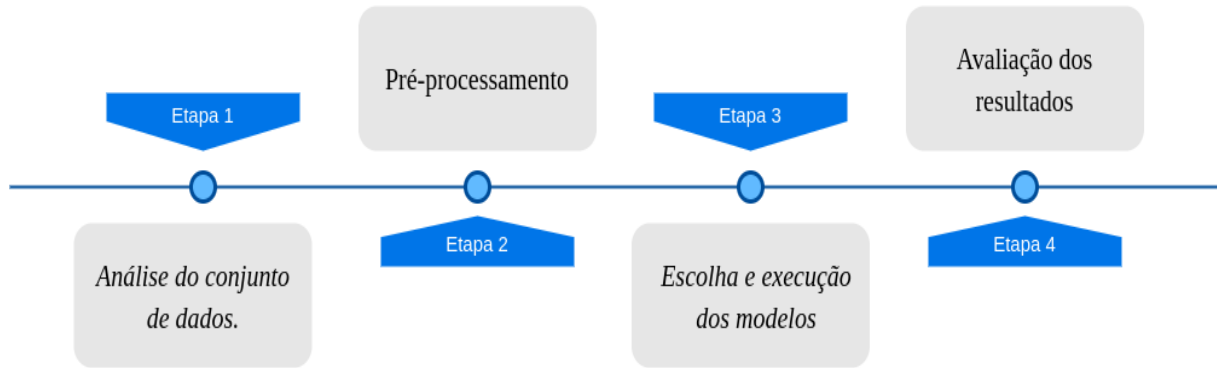 Etapa 1
Análise do conjunto
de dados.
Pré-processamento
Etapa 2
Etapa 3
Escolha e execução
dos modelos
Avaliação dos
resultados
Etapa 4